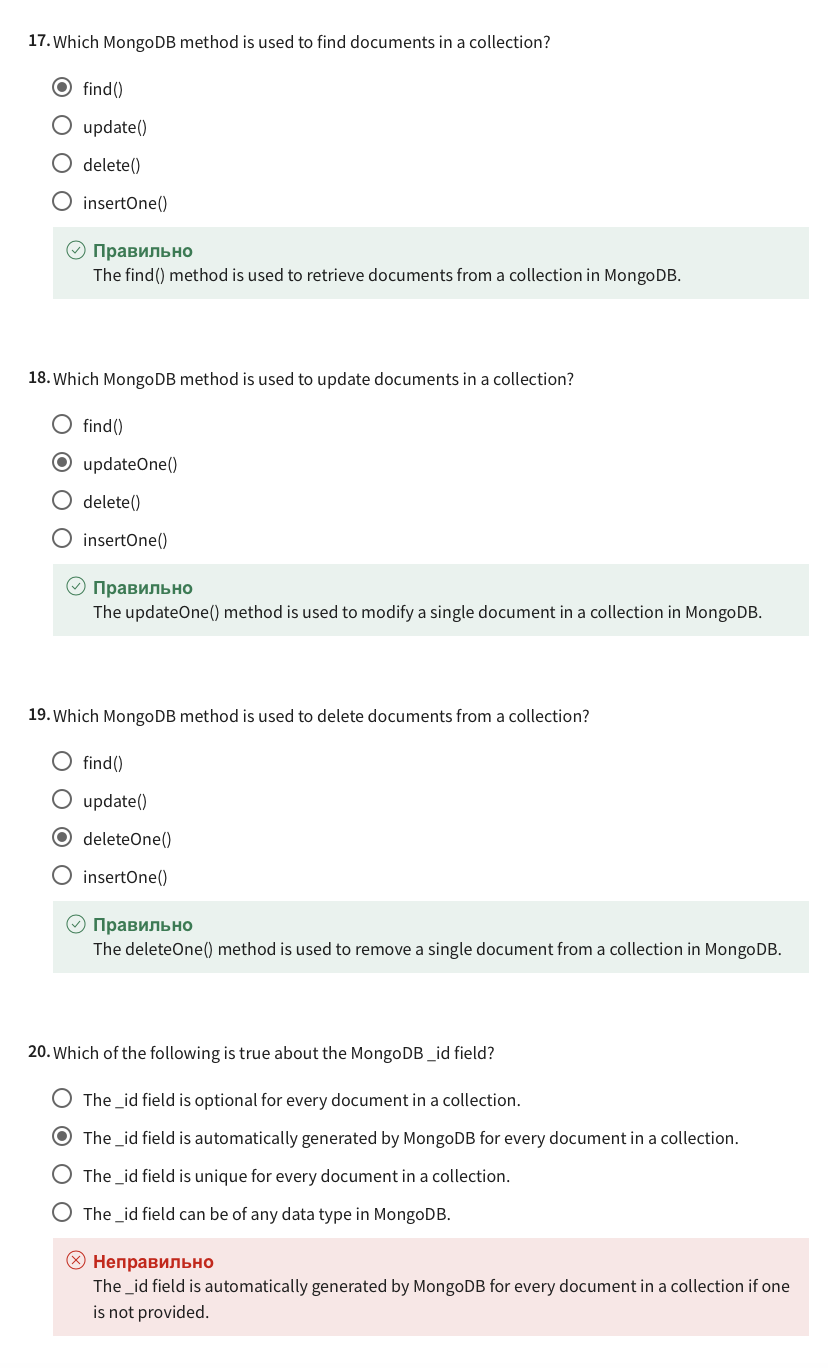 17. Which MongoDB method is used to find documents in a collection?
find()
update()
delete()
insertOne()
Правильно
The find() method is used to retrieve documents from a collection in MongoDB.
18. Which MongoDB method is used to update documents in a collection?
find()
updateOne()
delete()
insertOne()
Правильно
The updateOne() method is used to modify a single document in a collection in MongoDB.
19. Which MongoDB method is used to delete documents from a collection?
find()
update()
deleteOne()
insertOne()
Правильно
The deleteOne() method is used to remove a single document from a collection in MongoDB.
20. Which of the following is true about the MongoDB _id field?
The _id field is optional for every document in a collection.
The _id field is automatically generated by MongoDB for every document in a collection.
The _id field is unique for every document in a collection.
The _id field can be of any data type in MongoDB.
Неправильно
The _id field is automatically generated by MongoDB for every document in a collection if one
is not provided.